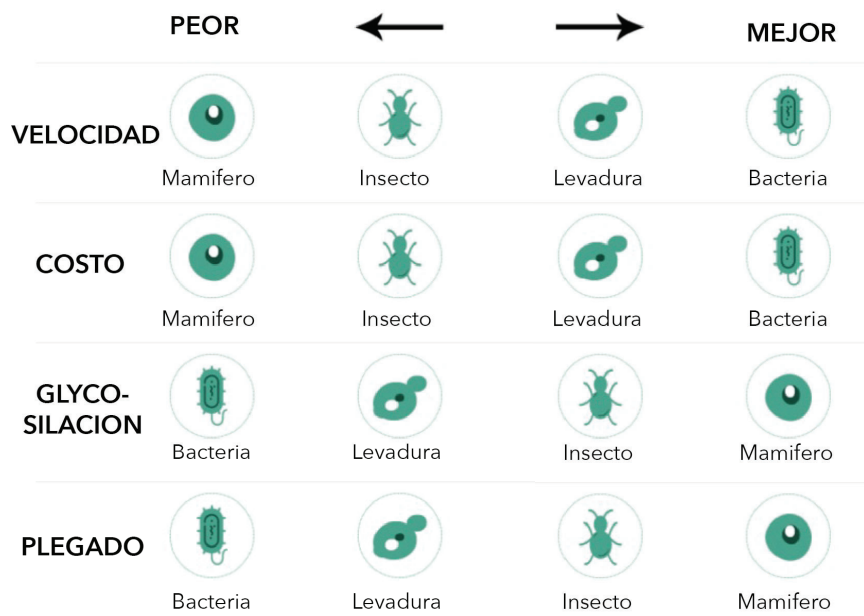 PEOR MEJOR
VELOCIDAD
Mamifero Insecto Levadura Bacteria
COSTO
Mamifero Insecto Levadura Bacteria
GLYCO-
SILACION
Bacteria Levadura Insecto Mamifero
PLEGADO
Bacteria Levadura Insecto Mamifero